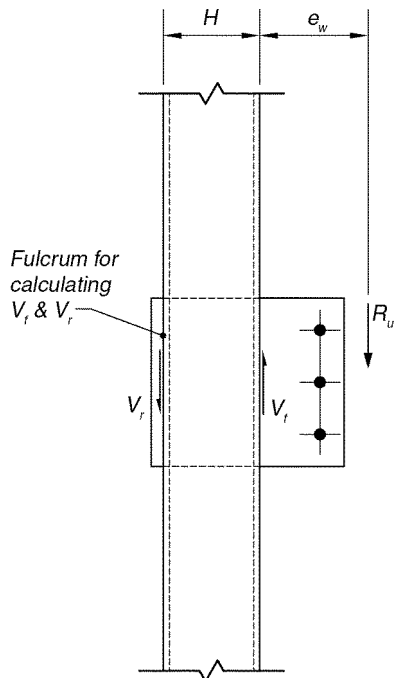 H
e_w
Fulcrum for
calculating
V_f & V_r
R_u
V_r
V_f